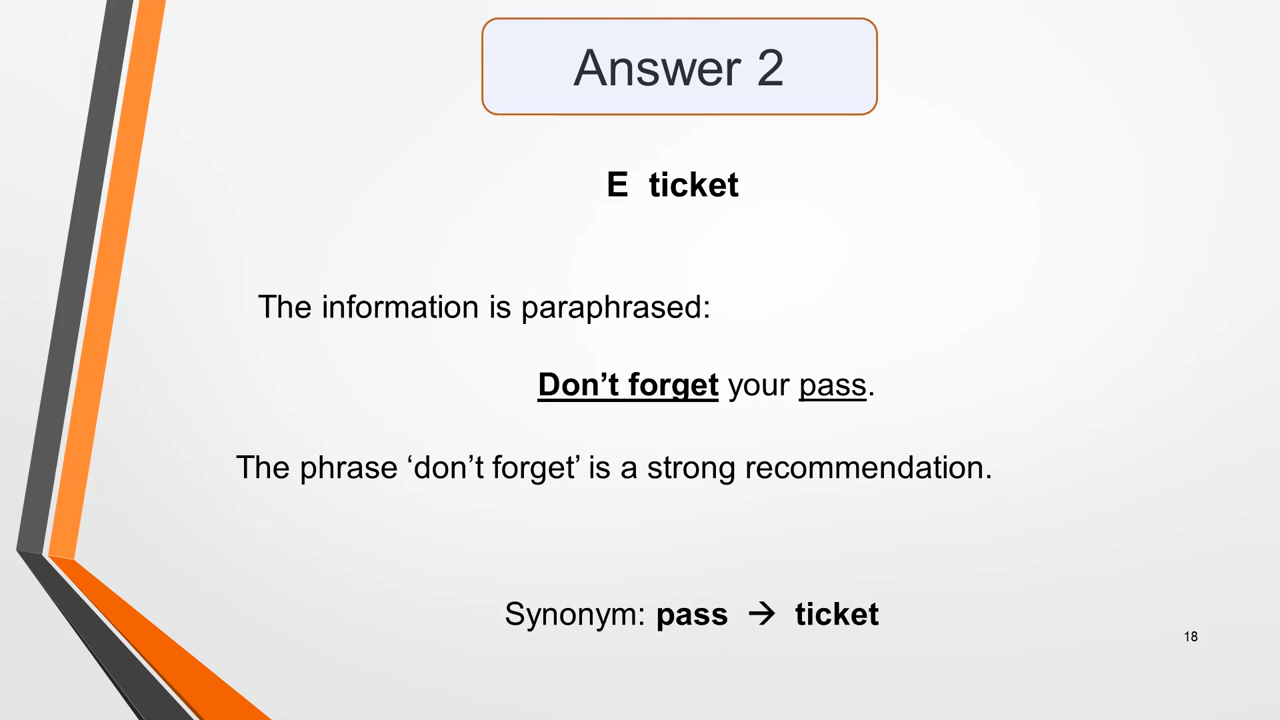 Answer 2
E ticket
The information is paraphrased:
Don’t forget your pass.
The phrase ‘don’t forget’ is a strong recommendation.
Synonym: pass → ticket
18